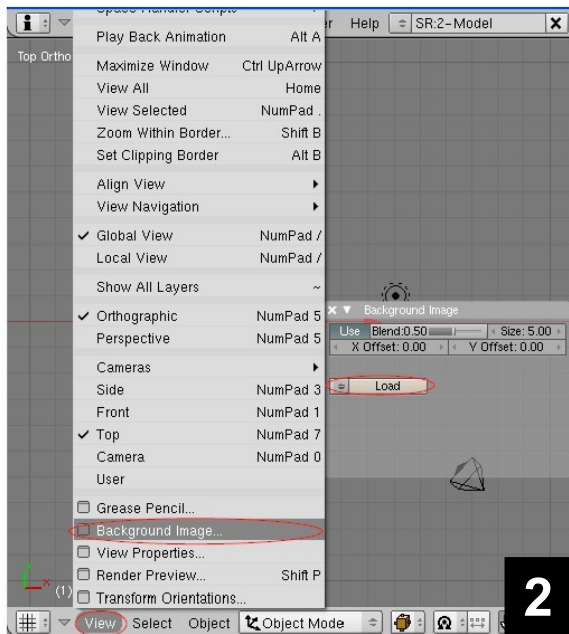 Space Handler Scripts
Help SR:2-Model X
Play Back Animation Alt A
Top Ortho
Maximize Window Ctrl UpArrow
View All Home
View Selected NumPad .
Zoom Within Border... Shift B
Set Clipping Border Alt B
Align View
View Navigation
Global View NumPad /
Local View NumPad /
Show All Layers ~
Orthographic NumPad 5
Perspective NumPad 5
Cameras
Side NumPad 3
Front NumPad 1
Top NumPad 7
Camera NumPad 0
User
Grease Pencil...
Background Image...
View Properties...
Render Preview... Shift P
Transform Orientations...
Background Image
Use Blend:0.50 Size: 5.00
X Offset: 0.00 Y Offset: 0.00
Load
x
(1)
View Select Object Object Mode
2